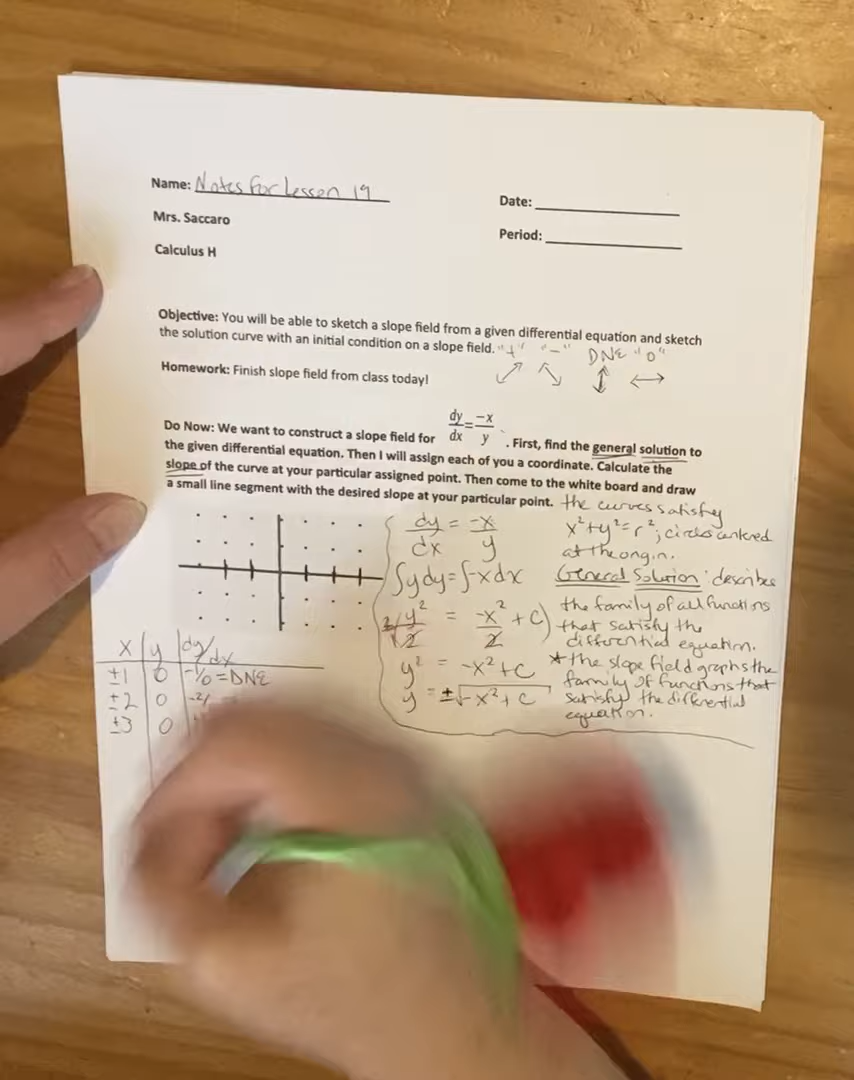 Name: Notes for Lesson 19
Date:
Mrs. Saccaro
Period:
Calculus H
Objective: You will be able to sketch a slope field from a given differential equation and sketch
the solution curve with an initial condition on a slope field. "+" "-" DNE "0"
Homework: Finish slope field from class today!
Do Now: We want to construct a slope field for dy/dx = -x/y . First, find the general solution to
the given differential equation. Then I will assign each of you a coordinate. Calculate the
slope of the curve at your particular assigned point. Then come to the white board and draw
a small line segment with the desired slope at your particular point.
dy/dx = -x/y
∫ydy=∫-xdx
2(y²/2 = -x²/2 + c)
y² = -x²+c
y = ±√-x²+c
the curves satisfy
x²+y²=r²; circles centered
at the origin.
General Solution: describes
the family of all functions
that satisfy the
differential equation.
* the slope field graphs the
family of functions that
satisfy the differential
equation.
x | y | dy/dx
±1 | 0 | -1/0 = DNE
±2 | 0 | -2/
±3 | 0